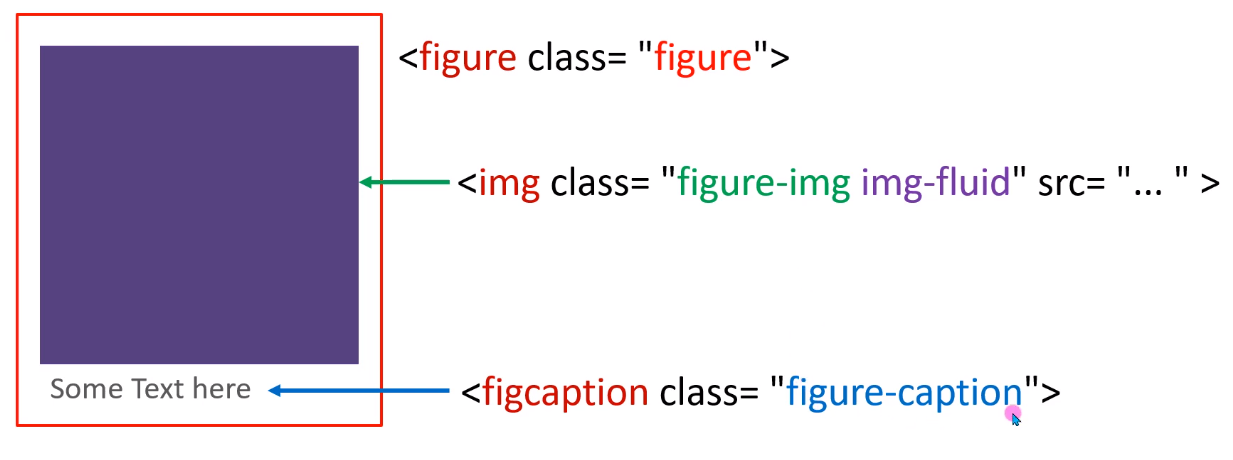 <figure class= "figure">
<img class= "figure-img img-fluid" src= "... " >
Some Text here
<figcaption class= "figure-caption">